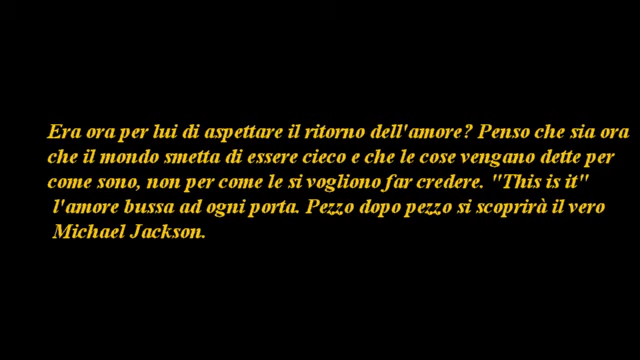 Era ora per lui di aspettare il ritorno dell'amore? Penso che sia ora
che il mondo smetta di essere cieco e che le cose vengano dette per
come sono, non per come le si vogliono far credere. "This is it"
l'amore bussa ad ogni porta. Pezzo dopo pezzo si scoprirà il vero
Michael Jackson.